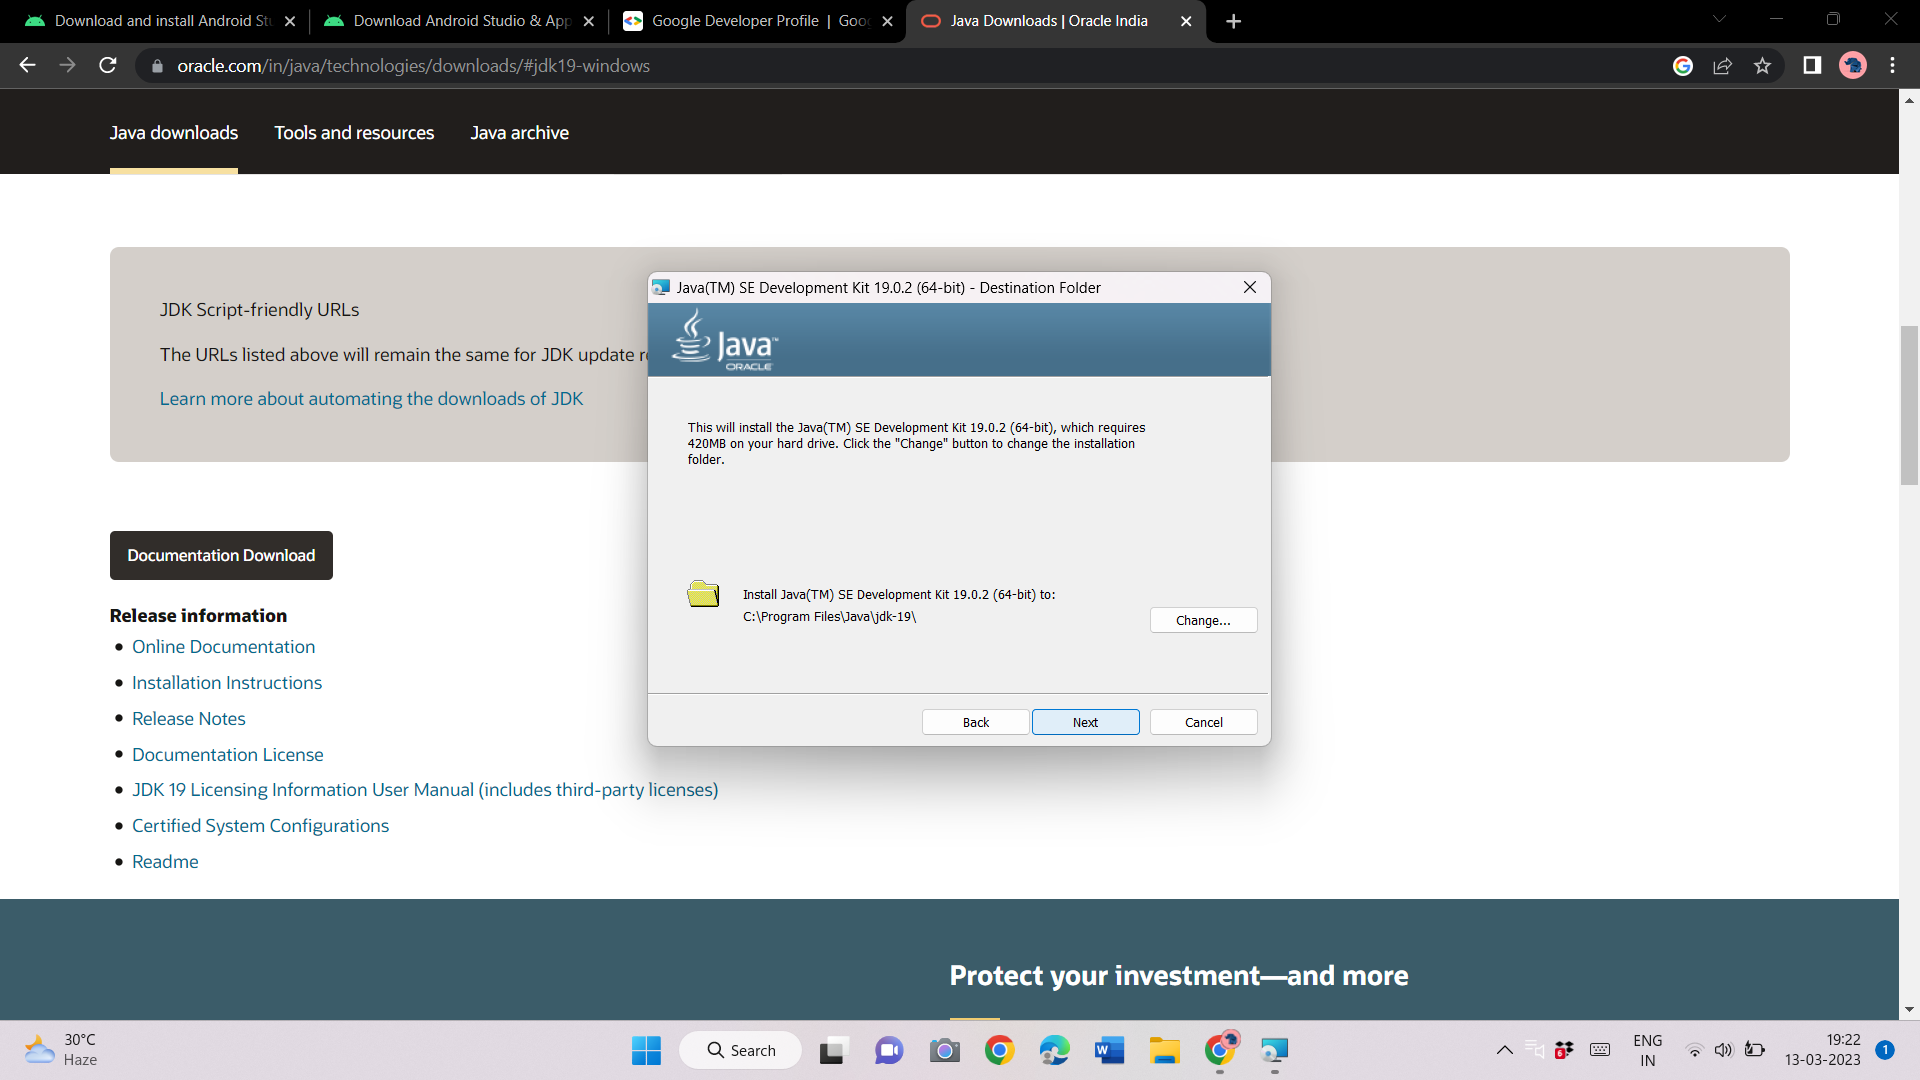 Download and install Android St
Download Android Studio & App
Google Developer Profile | Goo
Java Downloads | Oracle India
oracle.com/in/java/technologies/downloads/#jdk19-windows
Java downloads
Tools and resources
Java archive
JDK Script-friendly URLs
The URLs listed above will remain the same for JDK update r
Learn more about automating the downloads of JDK
Documentation Download
Release information
Online Documentation
Installation Instructions
Release Notes
Documentation License
JDK 19 Licensing Information User Manual (includes third-party licenses)
Certified System Configurations
Readme
Java(TM) SE Development Kit 19.0.2 (64-bit) - Destination Folder
Java™
ORACLE
This will install the Java(TM) SE Development Kit 19.0.2 (64-bit), which requires
420MB on your hard drive. Click the "Change" button to change the installation
folder.
Install Java(TM) SE Development Kit 19.0.2 (64-bit) to:
C:\Program Files\Java\jdk-19\
Change...
Back
Next
Cancel
Protect your investment—and more
30°C
Haze
Search
W
6
ENG
IN
19:22
13-03-2023
1